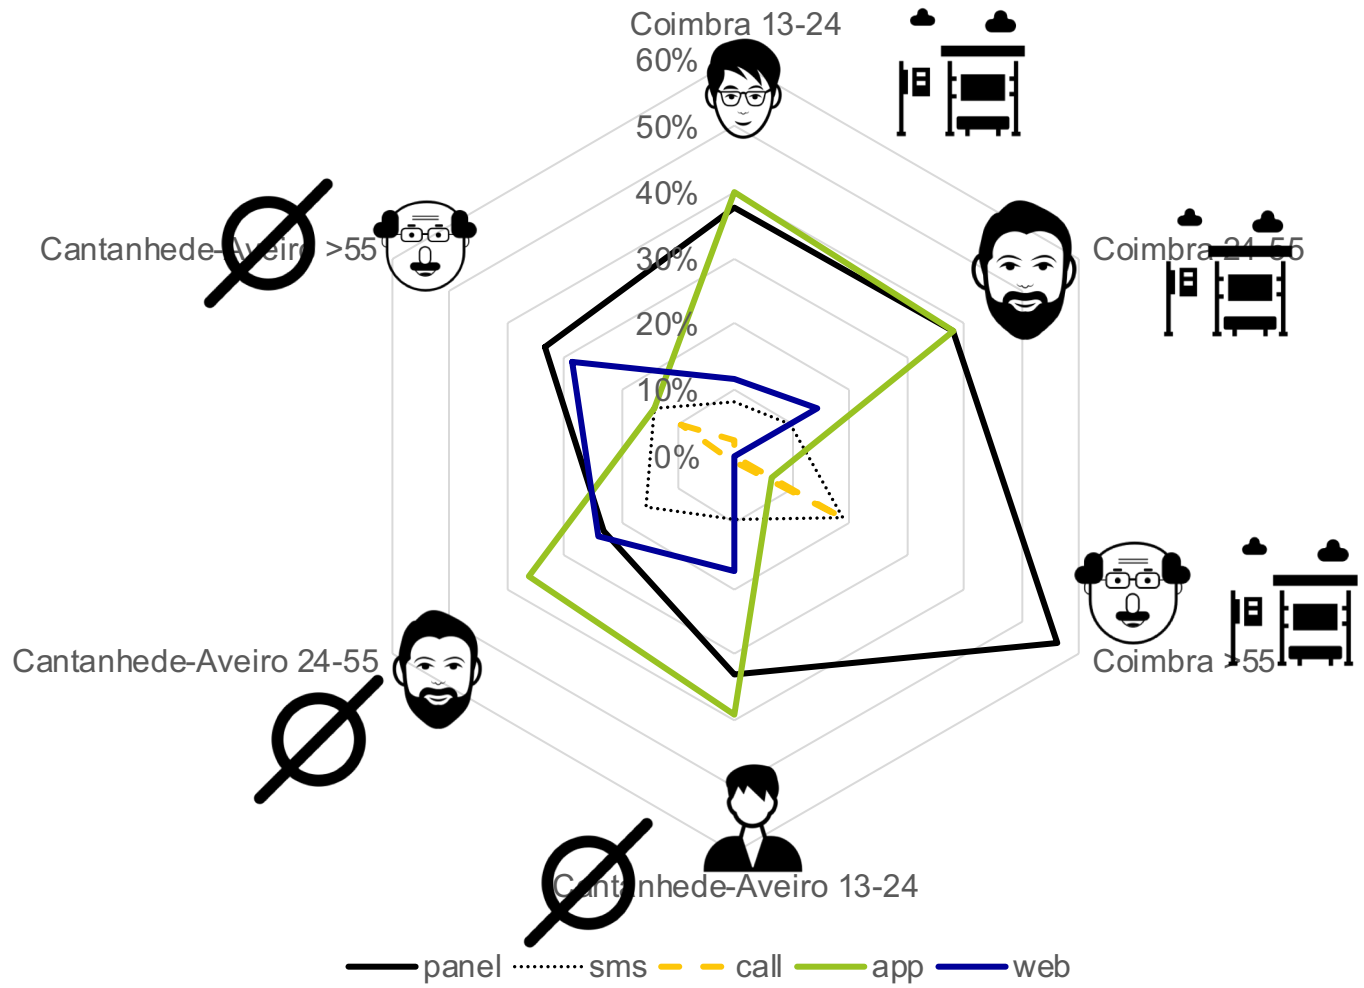 Coimbra 13-24
60%
50%
40%
Cantanhede-Aveiro >55
Coimbra 24-55
30%
20%
10%
0%
Cantanhede-Aveiro 24-55
Coimbra >55
Cantanhede-Aveiro 13-24
panel sms call app web